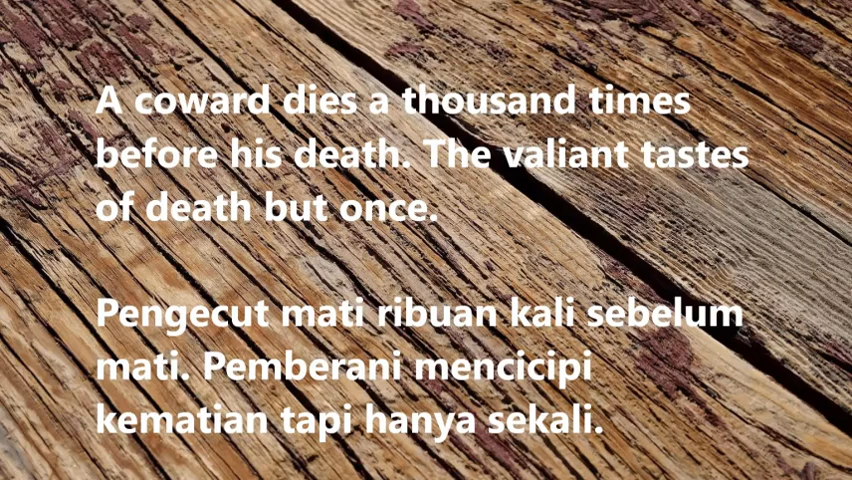 A coward dies a thousand times
before his death. The valiant tastes
of death but once.
Pengecut mati ribuan kali sebelum
mati. Pemberani mencicipi
kematian tapi hanya sekali.